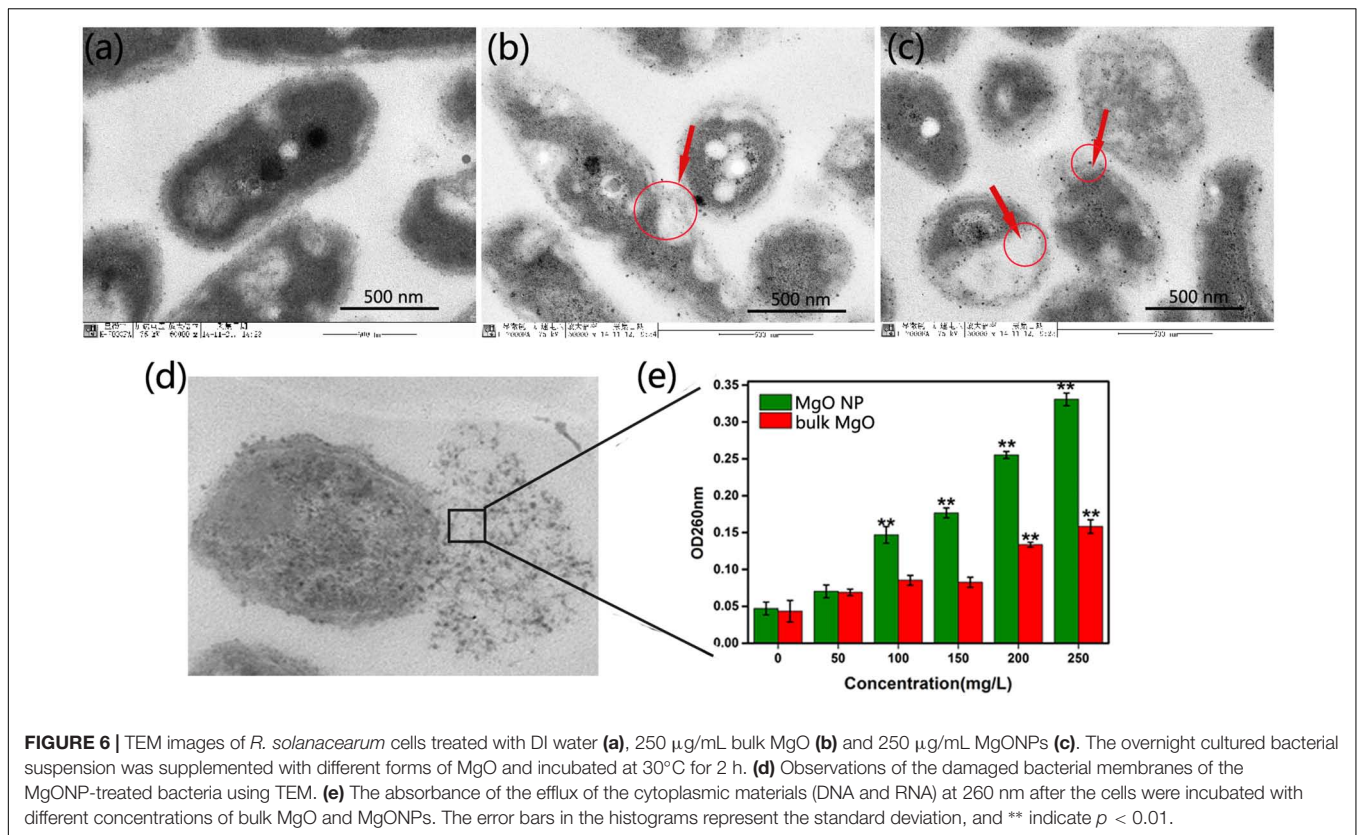 (a)
(b)
(c)
500 nm
500 nm
500 nm
(d)
(e)
MgO NP
bulk MgO
OD260nm
0.35
0.30
0.25
0.20
0.15
0.10
0.05
0.00
**
**
**
**
**
**
0 50 100 150 200 250
Concentration(mg/L)
FIGURE 6 | TEM images of R. solanacearum cells treated with DI water (a), 250 μg/mL bulk MgO (b) and 250 μg/mL MgONPs (c). The overnight cultured bacterial
suspension was supplemented with different forms of MgO and incubated at 30°C for 2 h. (d) Observations of the damaged bacterial membranes of the
MgONP-treated bacteria using TEM. (e) The absorbance of the efflux of the cytoplasmic materials (DNA and RNA) at 260 nm after the cells were incubated with
different concentrations of bulk MgO and MgONPs. The error bars in the histograms represent the standard deviation, and ** indicate p < 0.01.